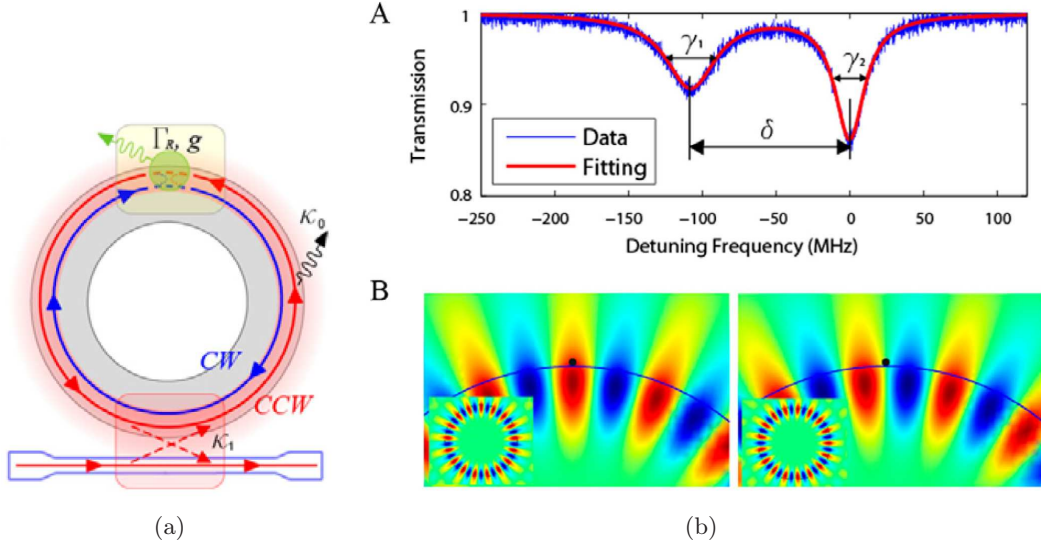 Γ_R, g
κ_0
CW
CCW
κ_1
(a)
A
Transmission
1
0.9
0.8
γ_1
γ_2
δ
Data
Fitting
−250
−200
−150
−100
−50
0
50
100
Detuning Frequency (MHz)
B
(b)